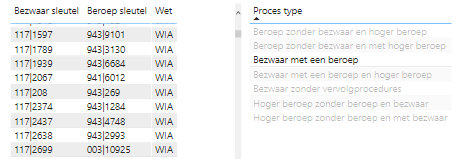 Bezwaar sleutel Beroep sleutel Wet
117|1597 943|9101 WIA
117|1789 943|3130 WIA
117|1939 943|6684 WIA
117|2067 941|6012 WIA
117|208 943|269 WIA
117|2374 943|1284 WIA
117|2437 943|4748 WIA
117|2638 943|2993 WIA
117|2699 003|10925 WIA
Proces type
Beroep zonder bezwaar en hoger beroep
Beroep zonder bezwaar en met hoger beroep
Bezwaar met een beroep
Bezwaar met een beroep en hoger beroep
Bezwaar zonder vervolgprocedures
Hoger beroep zonder beroep en bezwaar
Hoger beroep zonder beroep en met bezwaar